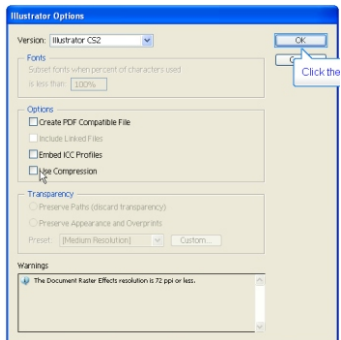 Illustrator Options
Version: Illustrator CS2
OK
Fonts
Subset fonts when percent of characters used
is less than: 100%
Click the
Options
Create PDF Compatible File
Include Linked Files
Embed ICC Profiles
Use Compression
Transparency
Preserve Paths (discard transparency)
Preserve Appearance and Overprints
Preset: [Medium Resolution] Custom...
Warnings
The Document Raster Effects resolution is 72 ppi or less.